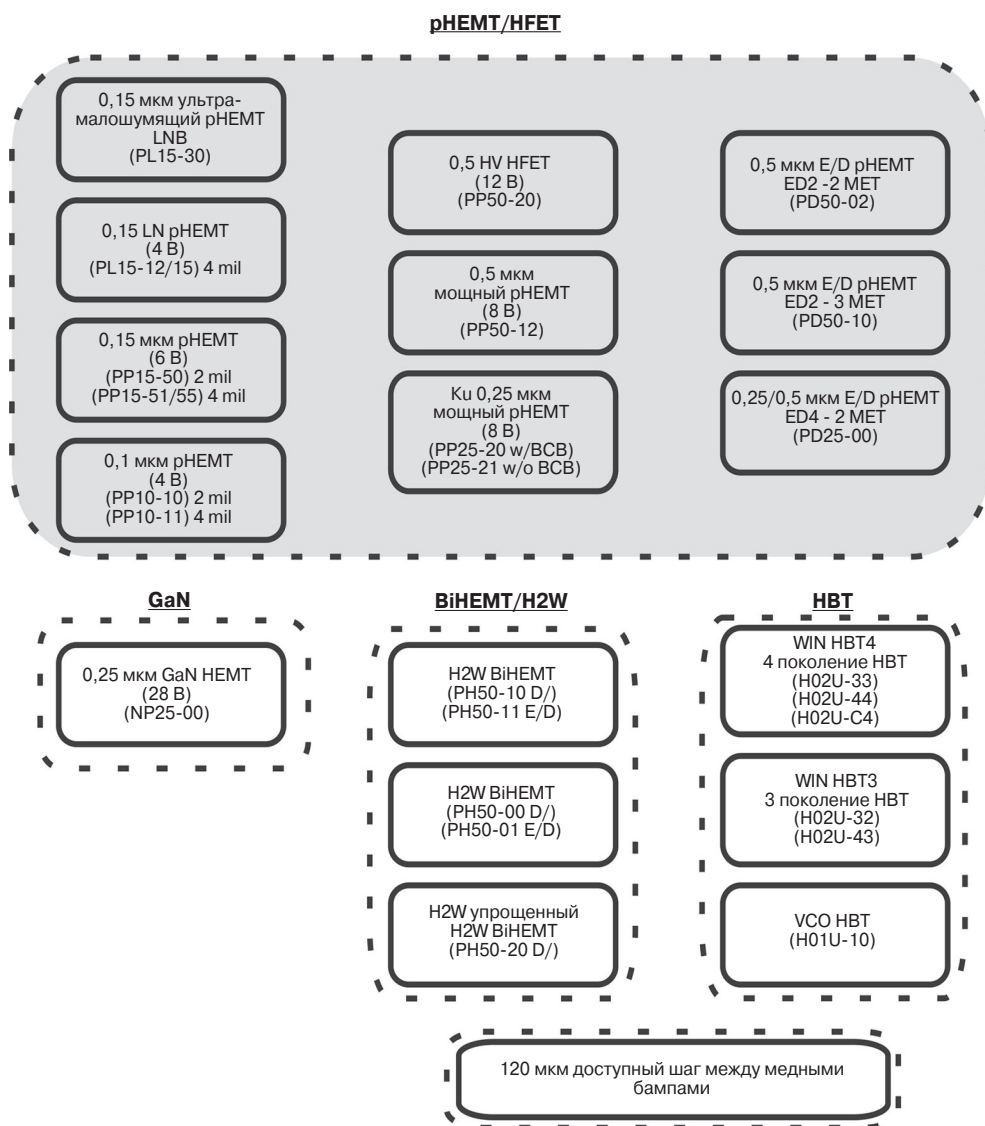 pHEMT/HFET
0,15 мкм ультра-
малошумящий pHEMT
LNB
(PL15-30)
0,15 LN pHEMT
(4 В)
(PL15-12/15) 4 mil
0,15 мкм pHEMT
(6 В)
(PP15-50) 2 mil
(PP15-51/55) 4 mil
0,1 мкм pHEMT
(4 В)
(PP10-10) 2 mil
(PP10-11) 4 mil
0,5 HV HFET
(12 В)
(PP50-20)
0,5 мкм
мощный pHEMT
(8 В)
(PP50-12)
Ku 0,25 мкм
мощный pHEMT
(8 В)
(PP25-20 w/BCB)
(PP25-21 w/o BCB)
0,5 мкм E/D pHEMT
ED2 -2 MET
(PD50-02)
0,5 мкм E/D pHEMT
ED2 - 3 MET
(PD50-10)
0,25/0,5 мкм E/D pHEMT
ED4 - 2 MET
(PD25-00)
GaN
0,25 мкм GaN HEMT
(28 В)
(NP25-00)
BiHEMT/H2W
H2W BiHEMT
(PH50-10 D/)
(PH50-11 E/D)
H2W BiHEMT
(PH50-00 D/)
(PH50-01 E/D)
H2W упрощенный
H2W BiHEMT
(PH50-20 D/)
HBT
WIN HBT4
4 поколение HBT
(H02U-33)
(H02U-44)
(H02U-C4)
WIN HBT3
3 поколение HBT
(H02U-32)
(H02U-43)
VCO HBT
(H01U-10)
120 мкм доступный шаг между медными
бампами